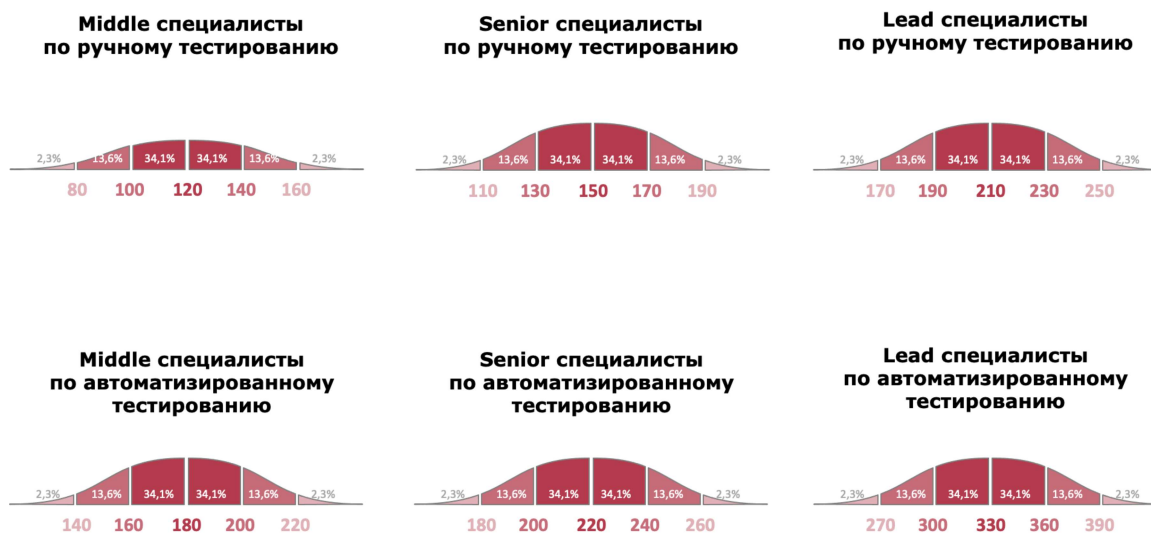 Middle специалисты
по ручному тестированию
2,3% 13,6% 34,1% 34,1% 13,6% 2,3%
80 100 120 140 160
Senior специалисты
по ручному тестированию
2,3% 13,6% 34,1% 34,1% 13,6% 2,3%
110 130 150 170 190
Lead специалисты
по ручному тестированию
2,3% 13,6% 34,1% 34,1% 13,6% 2,3%
170 190 210 230 250
Middle специалисты
по автоматизированному
тестированию
2,3% 13,6% 34,1% 34,1% 13,6% 2,3%
140 160 180 200 220
Senior специалисты
по автоматизированному
тестированию
2,3% 13,6% 34,1% 34,1% 13,6% 2,3%
180 200 220 240 260
Lead специалисты
по автоматизированному
тестированию
2,3% 13,6% 34,1% 34,1% 13,6% 2,3%
270 300 330 360 390